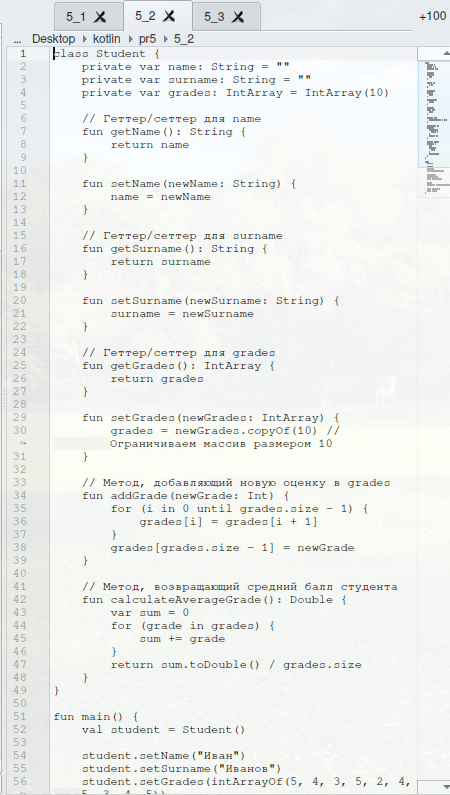 5_1 5_2 5_3 +100
... Desktop kotlin pr5 5_2
1 class Student {
2     private var name: String = ""
3     private var surname: String = ""
4     private var grades: IntArray = IntArray(10)
5
6     // Геттер/сеттер для name
7     fun getName(): String {
8         return name
9     }
10
11     fun setName(newName: String) {
12         name = newName
13     }
14
15     // Геттер/сеттер для surname
16     fun getSurname(): String {
17         return surname
18     }
19
20     fun setSurname(newSurname: String) {
21         surname = newSurname
22     }
23
24     // Геттер/сеттер для grades
25     fun getGrades(): IntArray {
26         return grades
27     }
28
29     fun setGrades(newGrades: IntArray) {
30         grades = newGrades.copyOf(10) //
        Ограничиваем массив размером 10
31     }
32
33     // Метод, добавляющий новую оценку в grades
34     fun addGrade(newGrade: Int) {
35         for (i in 0 until grades.size - 1) {
36             grades[i] = grades[i + 1]
37         }
38         grades[grades.size - 1] = newGrade
39     }
40
41     // Метод, возвращающий средний балл студента
42     fun calculateAverageGrade(): Double {
43         var sum = 0
44         for (grade in grades) {
45             sum += grade
46         }
47         return sum.toDouble() / grades.size
48     }
49 }
50
51 fun main() {
52     val student = Student()
53
54     student.setName("Иван")
55     student.setSurname("Иванов")
56     student.setGrades(intArrayOf(5, 4, 3, 5, 2, 4,
    5, 3, 4, 5))